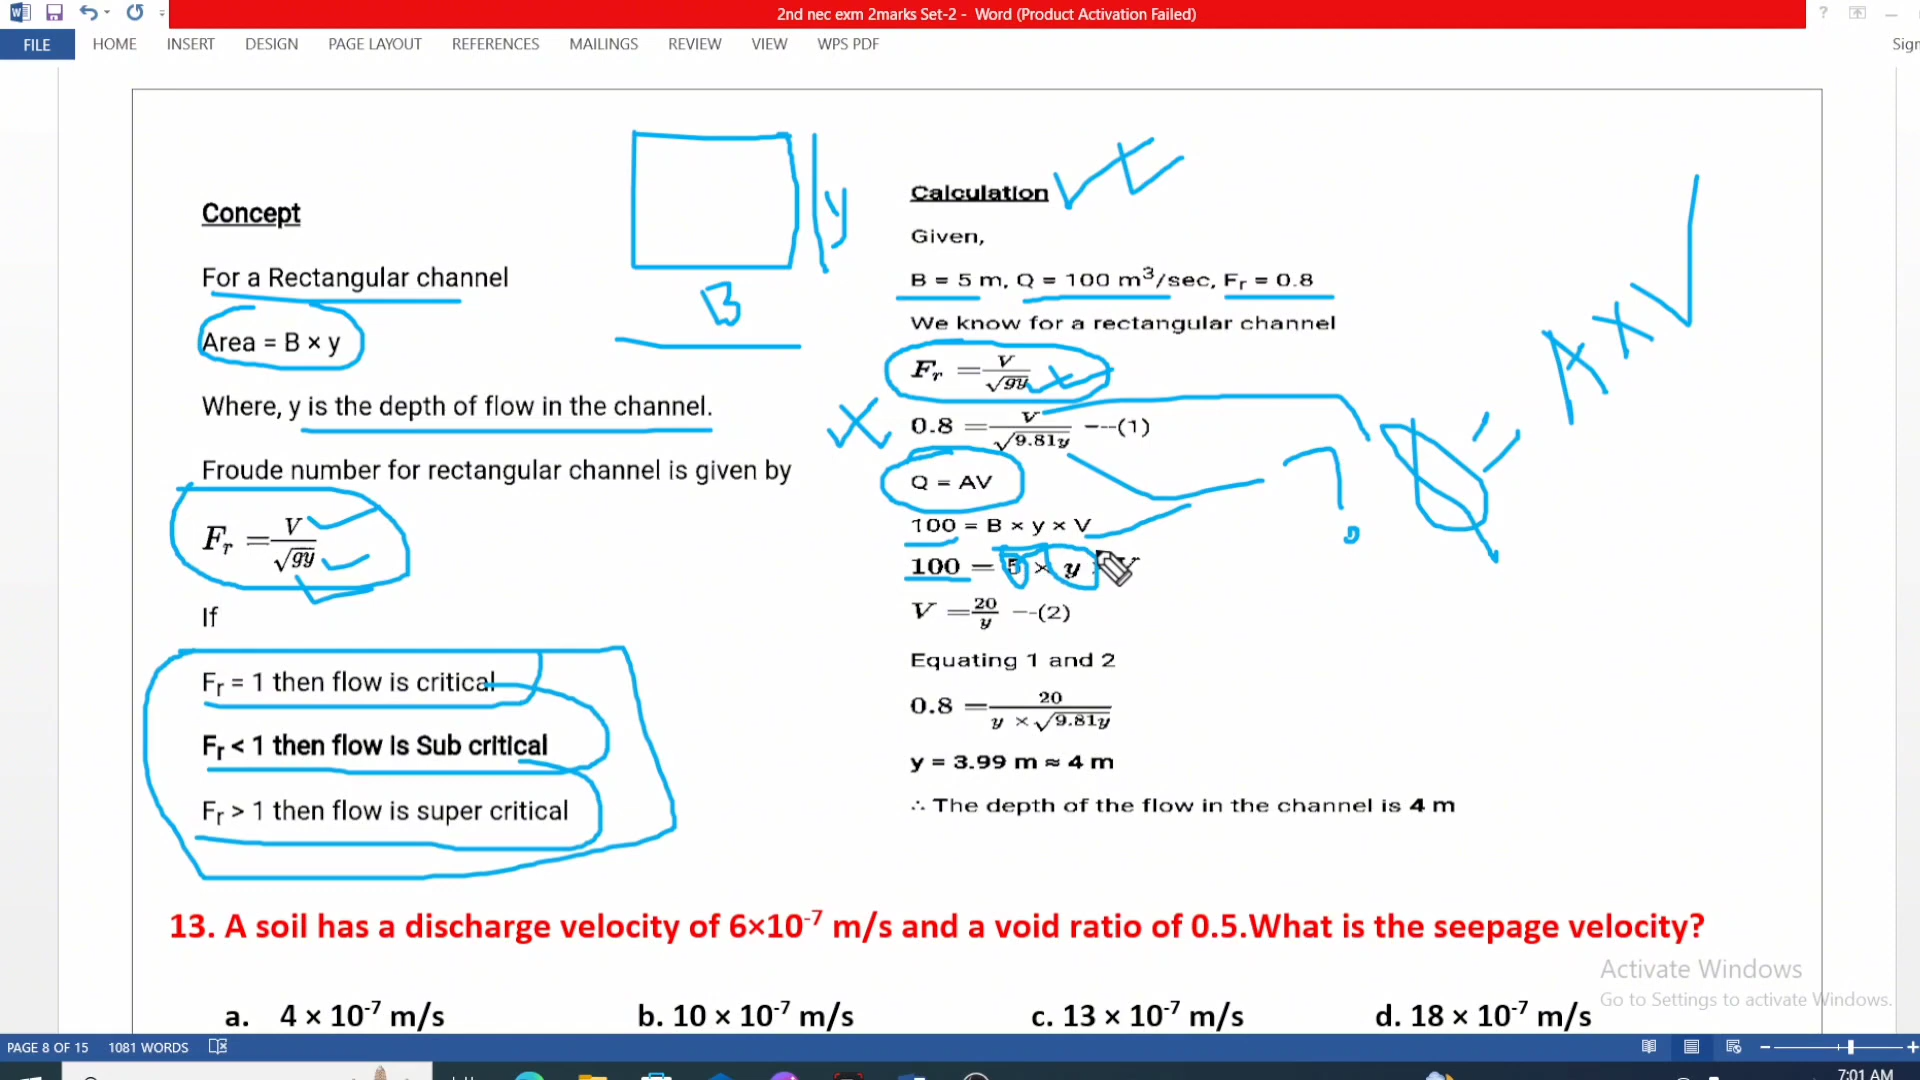 2nd nec exm 2marks Set-2 - Word (Product Activation Failed)
FILE HOME INSERT DESIGN PAGE LAYOUT REFERENCES MAILINGS REVIEW VIEW WPS PDF Sign
Concept
For a Rectangular channel
Area = B × y
Where, y is the depth of flow in the channel.
Froude number for rectangular channel is given by
Fr = V/√gy
If
Fr = 1 then flow is critical
Fr < 1 then flow is Sub critical
Fr > 1 then flow is super critical
y
B
Calculation
Given,
B = 5 m, Q = 100 m³/sec, Fr = 0.8
We know for a rectangular channel
Fr = V/√gy
0.8 = V/√9.81y ---(1)
Q = AV
100 = B × y × V
100 = 5 × y × V
V = 20/y --(2)
Equating 1 and 2
0.8 = 20/(y × √9.81y)
y = 3.99 m ≈ 4 m
∴ The depth of the flow in the channel is 4 m
Q = A × V
13. A soil has a discharge velocity of 6×10⁻⁷ m/s and a void ratio of 0.5.What is the seepage velocity?
a. 4 × 10⁻⁷ m/s b. 10 × 10⁻⁷ m/s c. 13 × 10⁻⁷ m/s d. 18 × 10⁻⁷ m/s
Activate Windows
Go to Settings to activate Windows.
PAGE 8 OF 15 1081 WORDS
7:01 AM